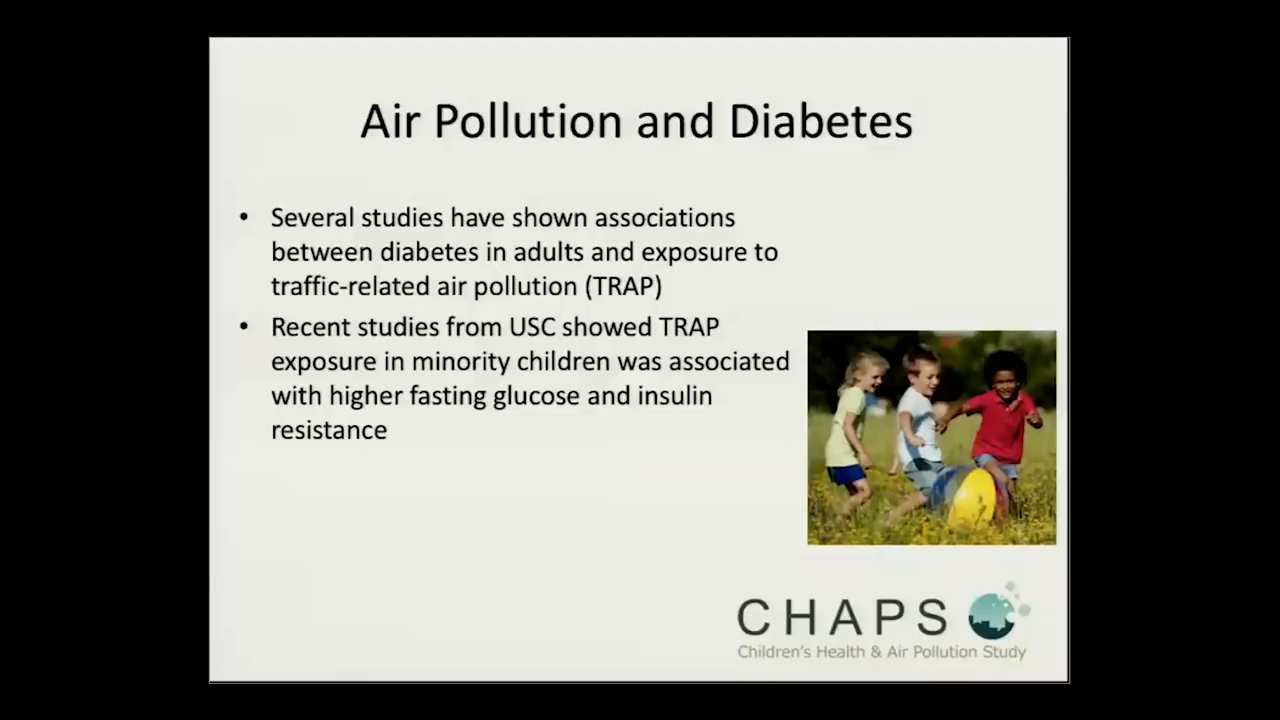 Air Pollution and Diabetes
• Several studies have shown associations
between diabetes in adults and exposure to
traffic-related air pollution (TRAP)
• Recent studies from USC showed TRAP
exposure in minority children was associated
with higher fasting glucose and insulin
resistance
CHAPS
Children's Health & Air Pollution Study